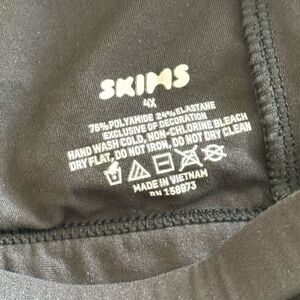 SKIMS
4X
76% POLYAMIDE 24% ELASTANE
EXCLUSIVE OF DECORATION
HAND WASH COLD, NON-CHLORINE BLEACH
DRY FLAT, DO NOT IRON. DO NOT DRY CLEAN
MADE IN VIETNAM
RN 158973